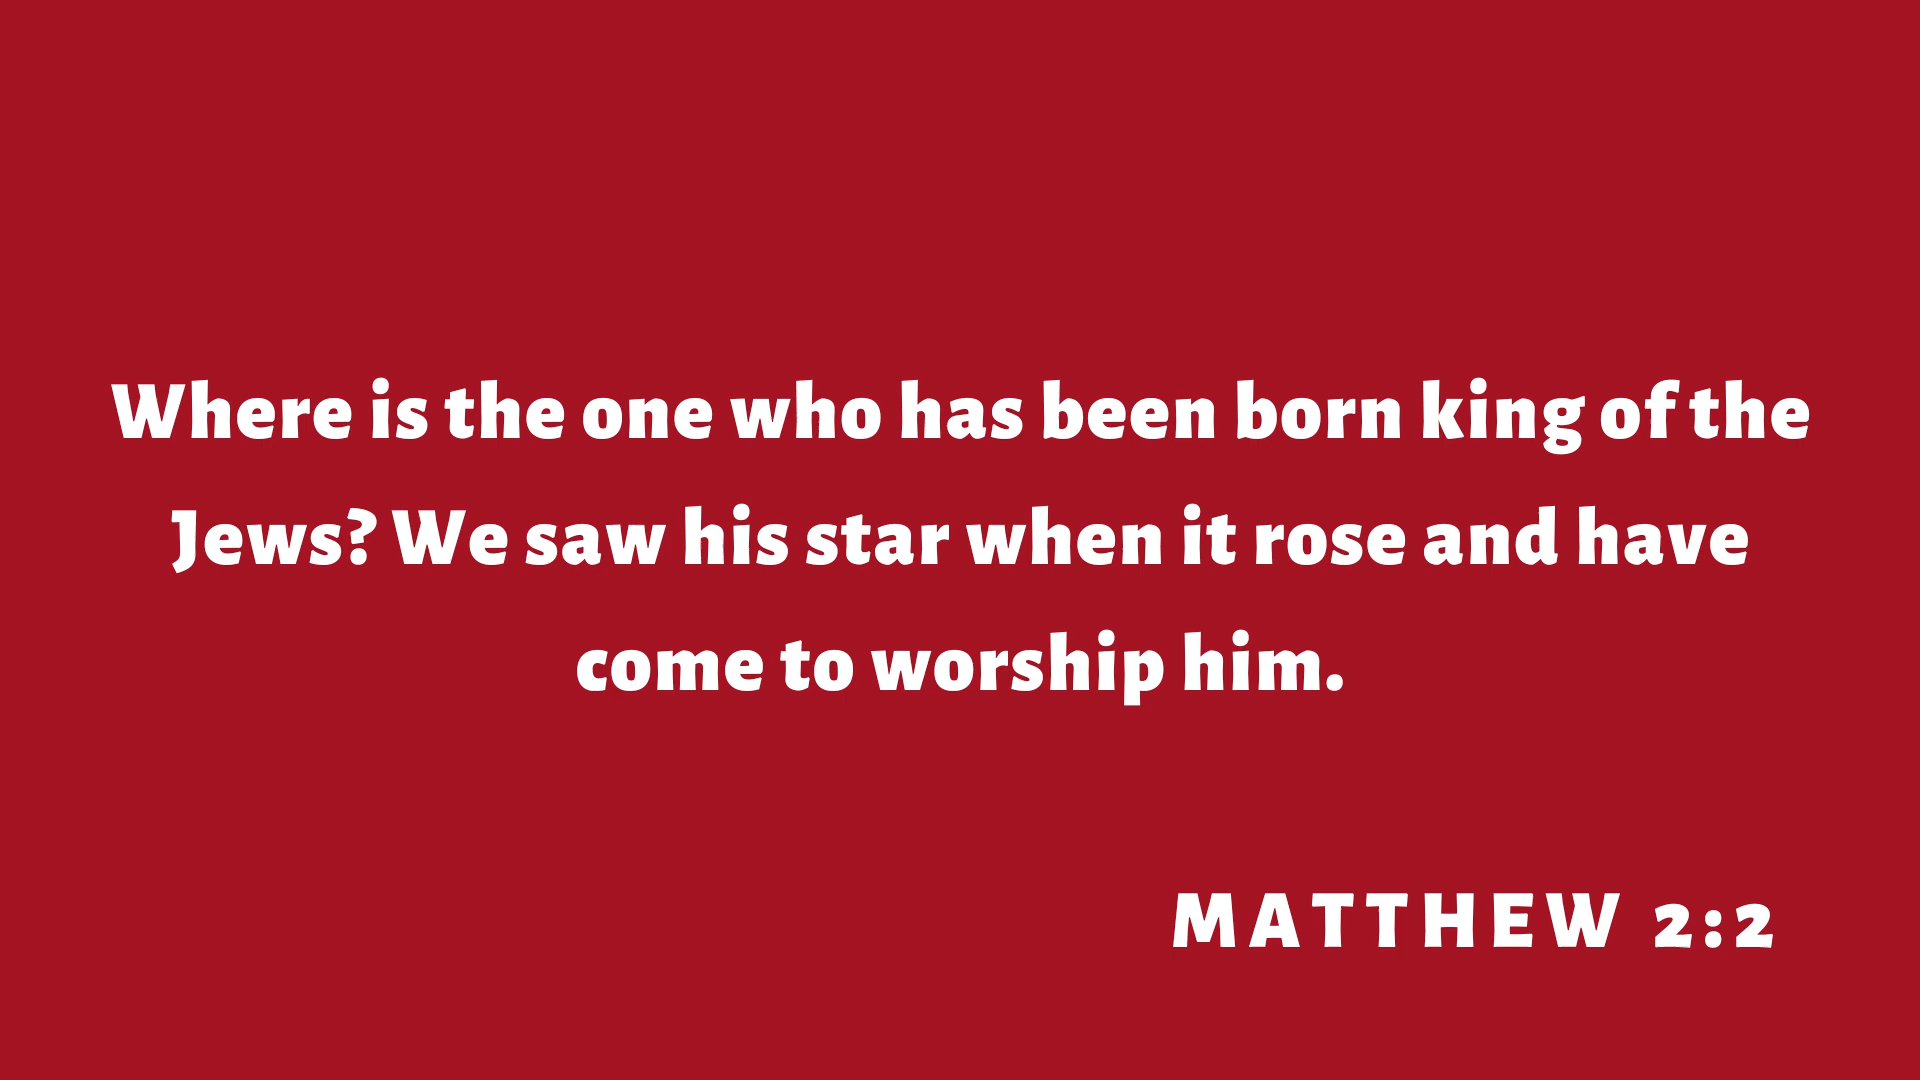 Where is the one who has been born king of the
Jews? We saw his star when it rose and have
come to worship him.
MATTHEW 2:2